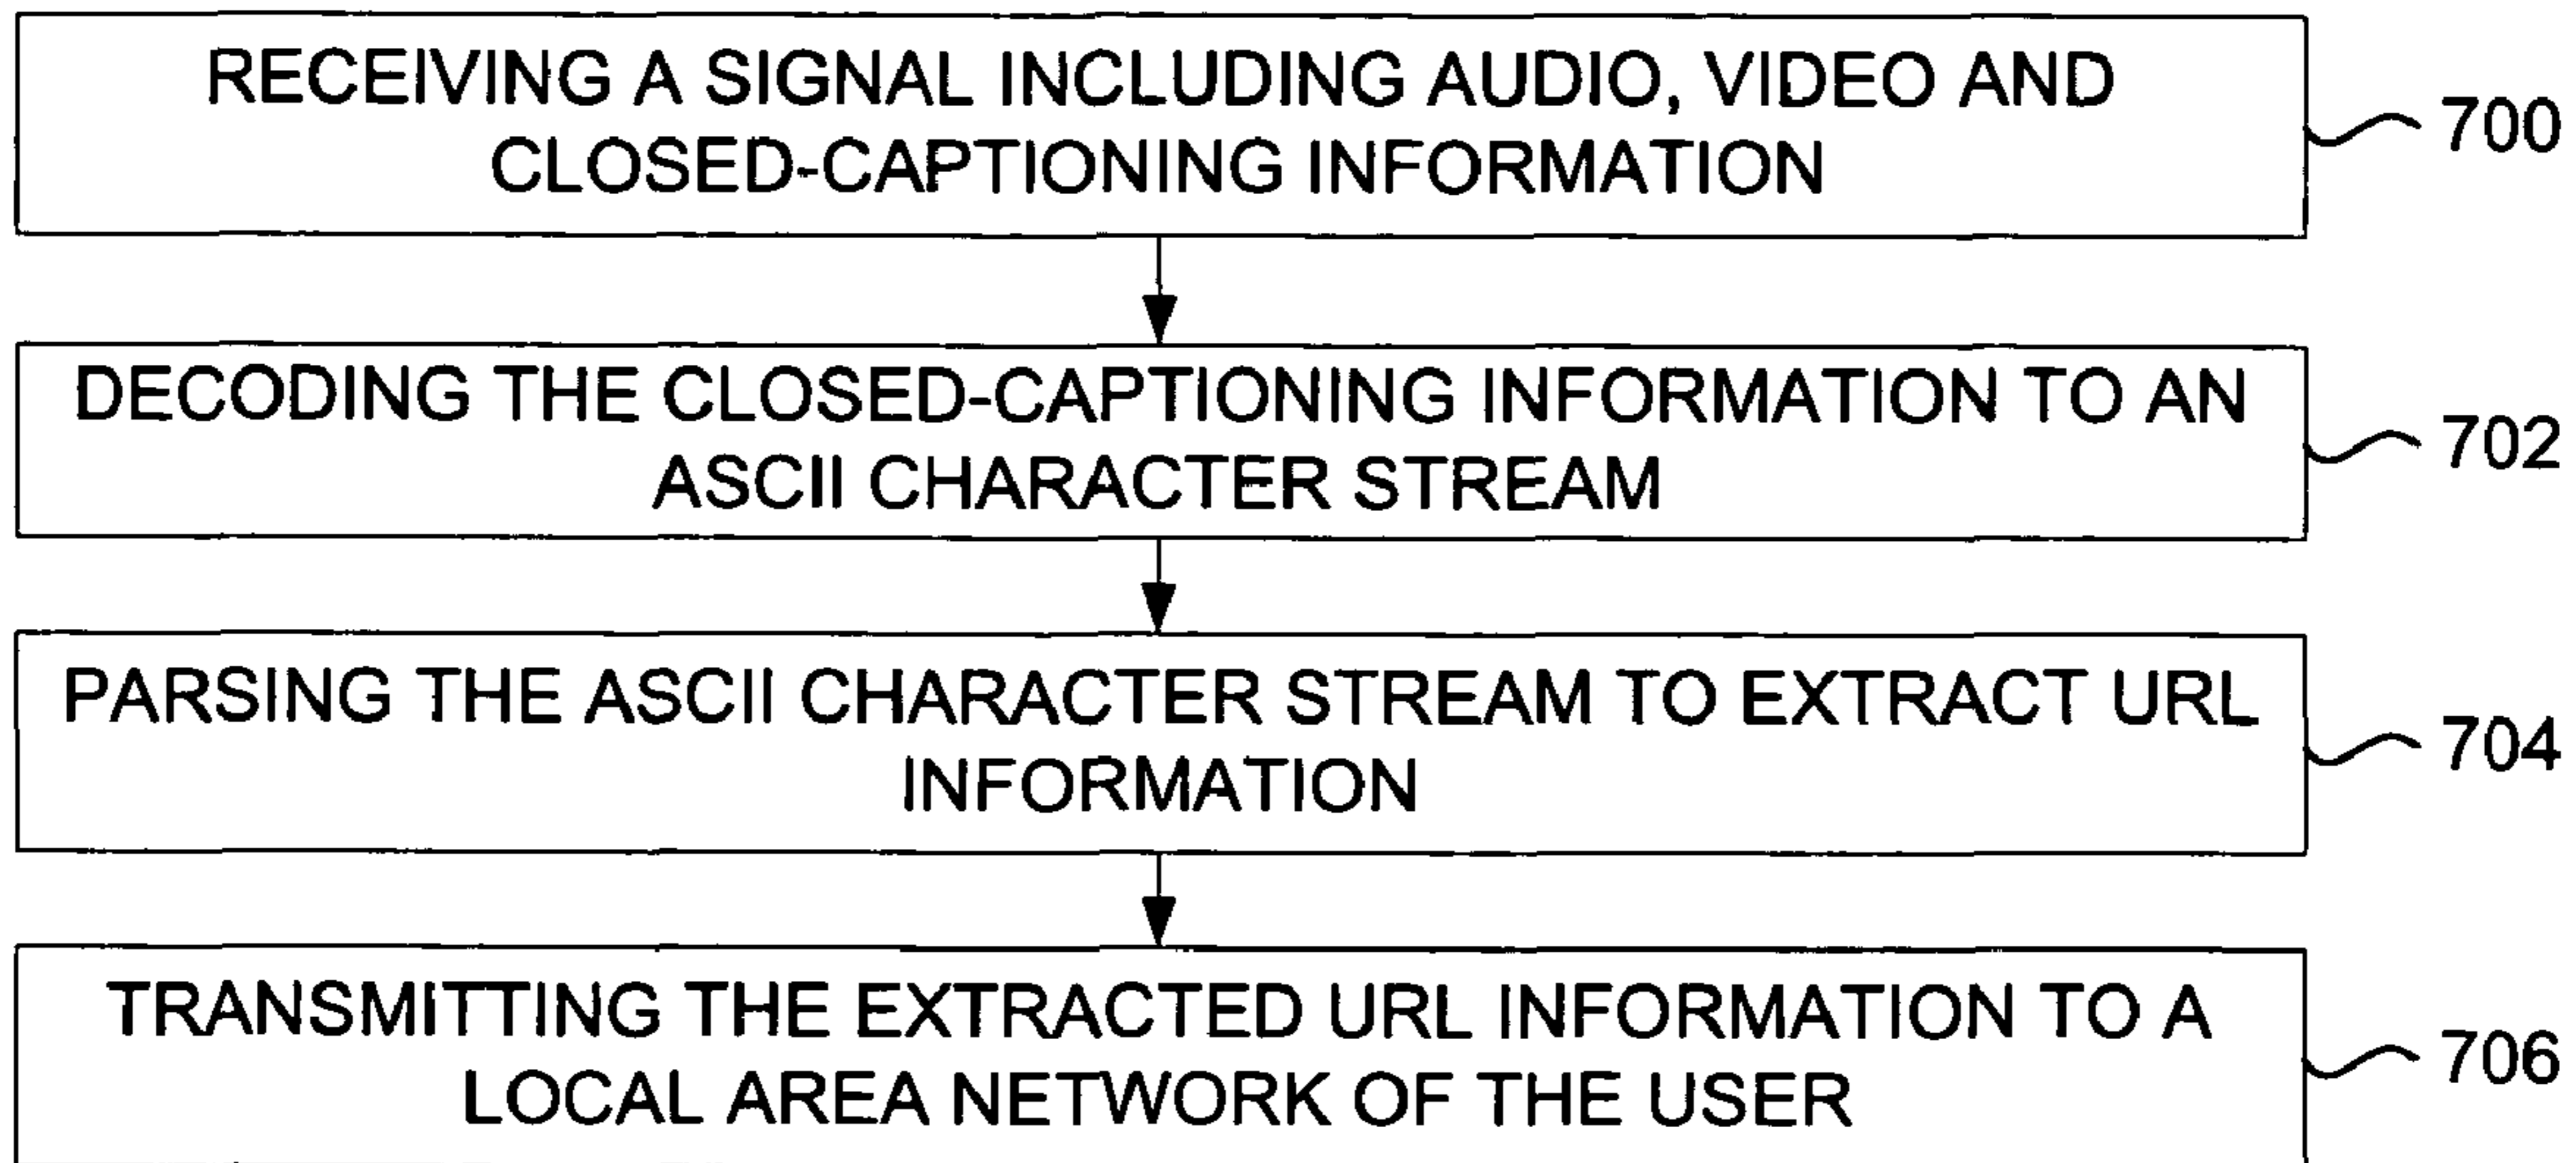 RECEIVING A SIGNAL INCLUDING AUDIO, VIDEO AND
CLOSED-CAPTIONING INFORMATION
700
DECODING THE CLOSED-CAPTIONING INFORMATION TO AN
ASCII CHARACTER STREAM
702
PARSING THE ASCII CHARACTER STREAM TO EXTRACT URL
INFORMATION
704
TRANSMITTING THE EXTRACTED URL INFORMATION TO A
LOCAL AREA NETWORK OF THE USER
706